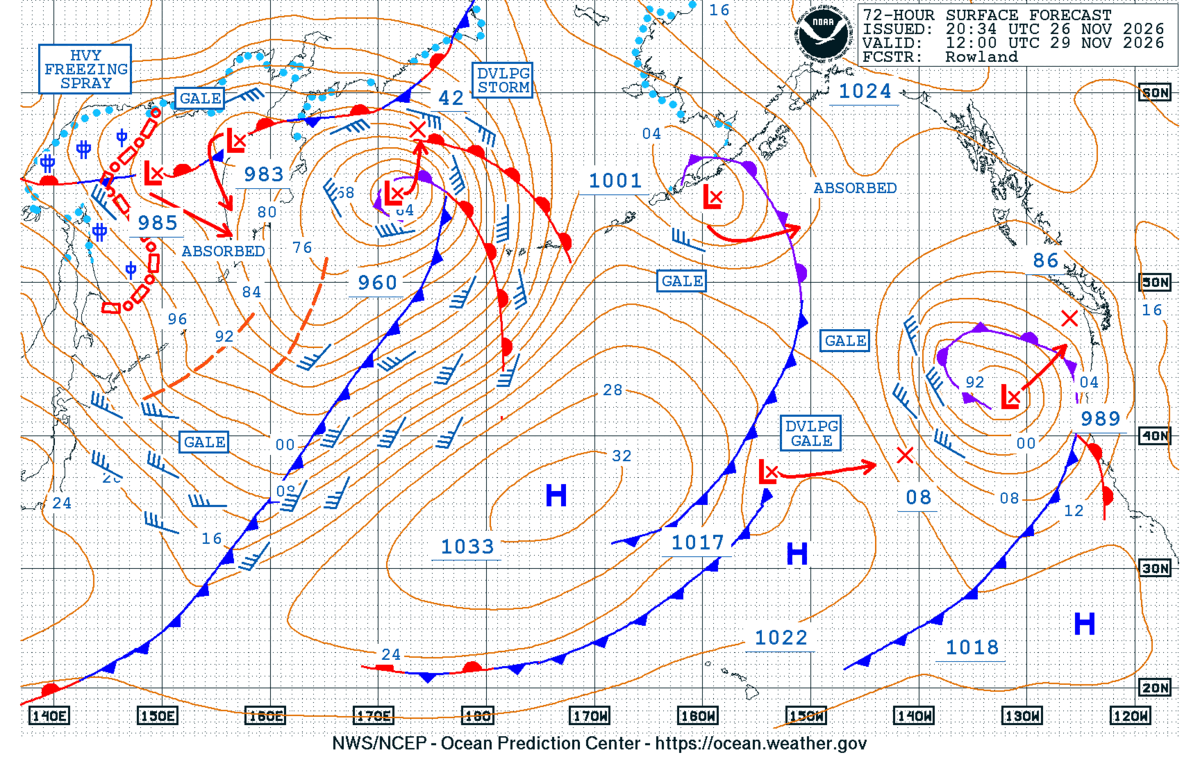 72-HOUR SURFACE FORECAST
ISSUED: 20:34 UTC 26 NOV 2026
VALID: 12:00 UTC 29 NOV 2026
FCSTR: Rowland
NOAA
16
HVY
FREEZING
SPRAY
GALE
DVLPG
STORM
42
1024
60N
04
L
L
983
1001
ABSORBED
68
L
64
L
985
80
ABSORBED
76
86
960
GALE
50N
84
16
96
92
GALE
28
92
L
04
989
DVLPG
GALE
GALE
00
00
40N
32
L
H
08
08
08
24
12
16
1033
1017
H
30N
H
1022
1018
24
20N
140E
150E
160E
170E
180
170W
160W
150W
140W
130W
120W
NWS/NCEP - Ocean Prediction Center - https://ocean.weather.gov